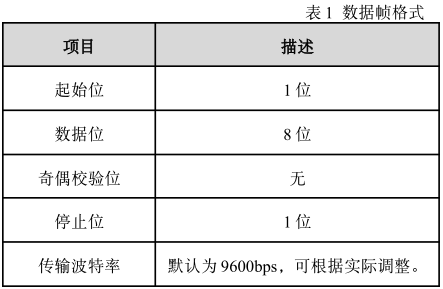 表1 数据帧格式
项目 描述
起始位 1位
数据位 8位
奇偶校验位 无
停止位 1位
传输波特率 默认为9600bps，可根据实际调整。